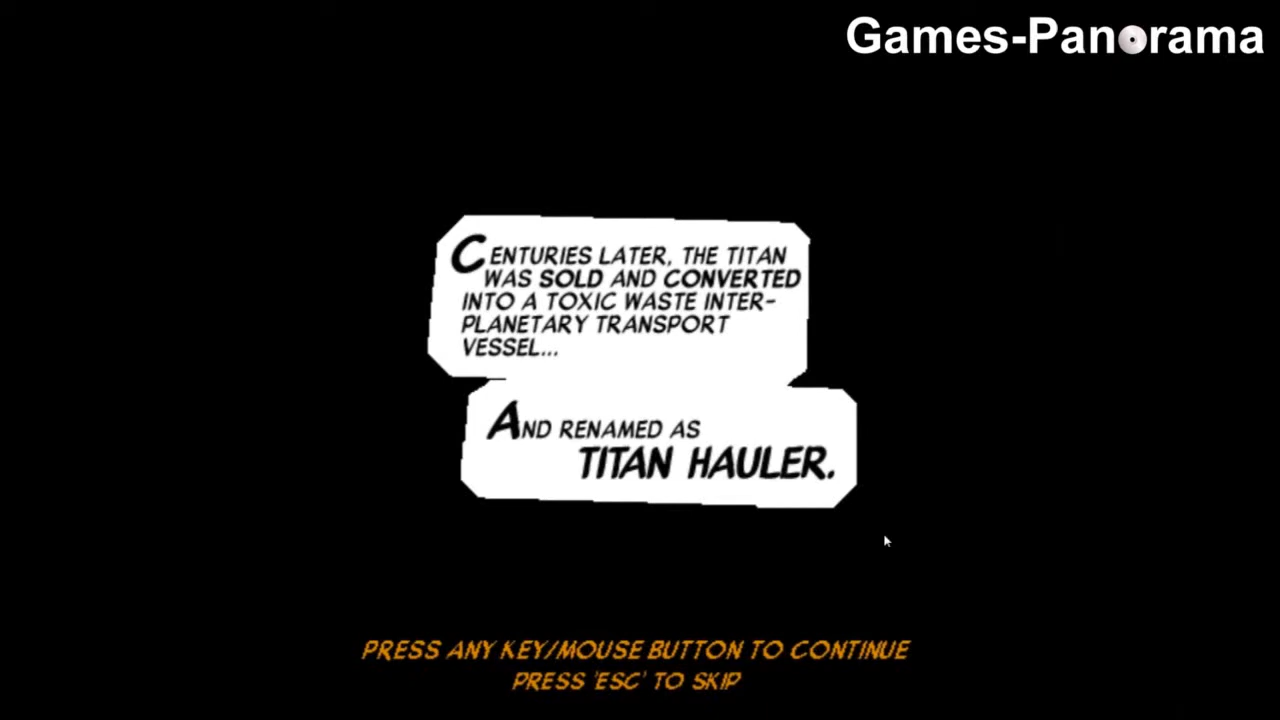 Games-Panorama
CENTURIES LATER, THE TITAN
WAS SOLD AND CONVERTED
INTO A TOXIC WASTE INTER-
PLANETARY TRANSPORT
VESSEL...
AND RENAMED AS
TITAN HAULER.
PRESS ANY KEY/MOUSE BUTTON TO CONTINUE
PRESS 'ESC' TO SKIP